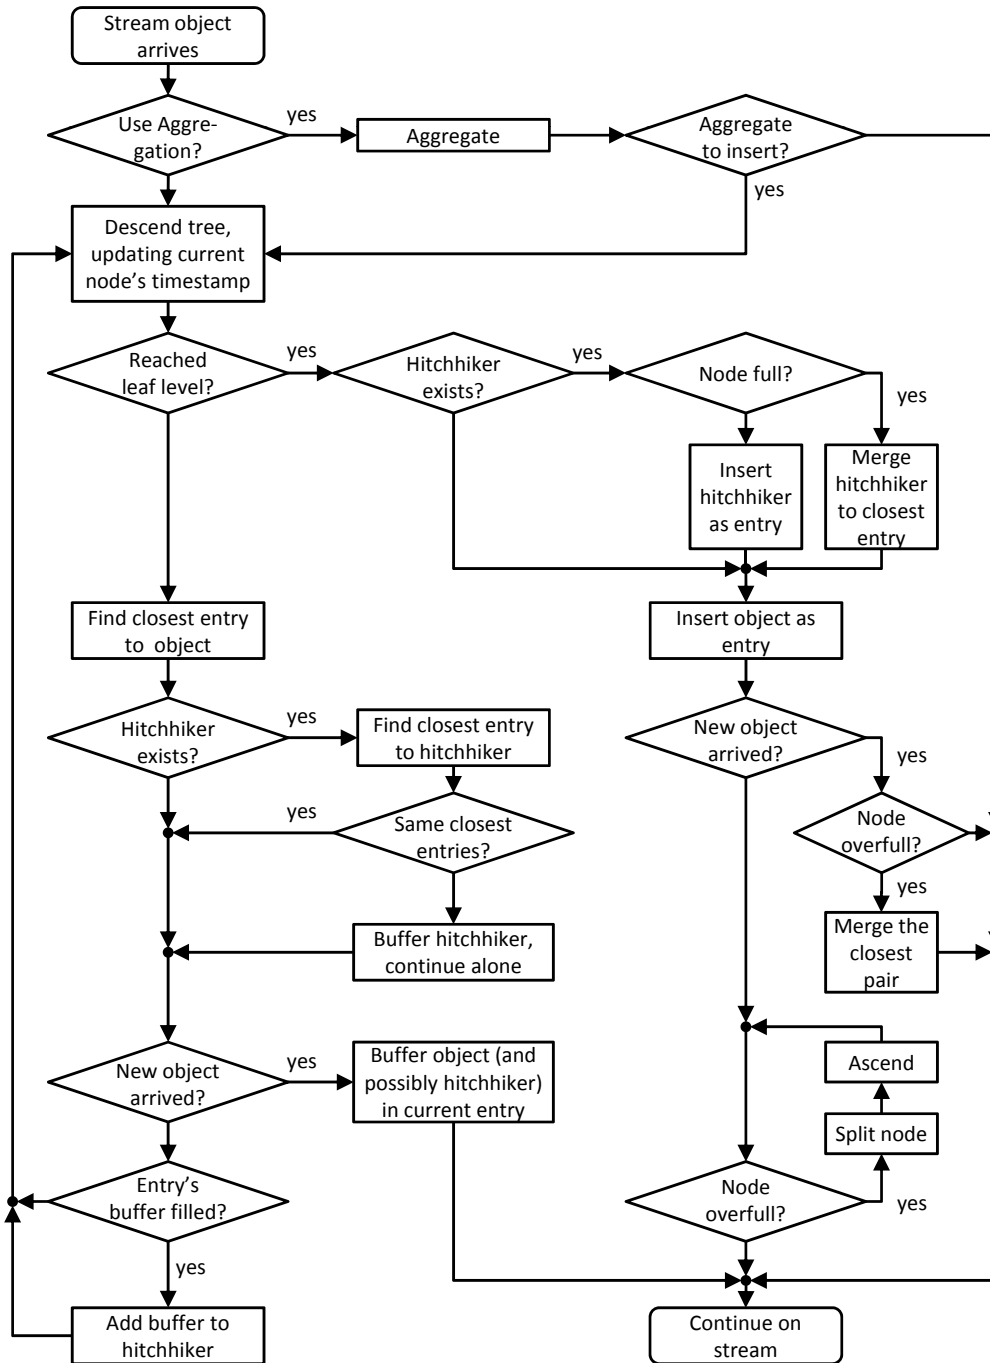 Stream object
arrives
Use Aggre-
gation?
yes
Aggregate
Aggregate
to insert?
yes
Descend tree,
updating current
node's timestamp
Reached
leaf level?
yes
Hitchhiker
exists?
yes
Node full?
yes
Insert
hitchhiker
as entry
Merge
hitchhiker
to closest
entry
Find closest entry
to object
Insert object as
entry
Hitchhiker
exists?
yes
Find closest entry
to hitchhiker
New object
arrived?
yes
yes
Same closest
entries?
Node
overfull?
yes
Buffer hitchhiker,
continue alone
Merge the
closest
pair
New object
arrived?
yes
Buffer object (and
possibly hitchhiker)
in current entry
Ascend
Split node
Entry's
buffer filled?
yes
Node
overfull?
yes
Add buffer to
hitchhiker
Continue on
stream